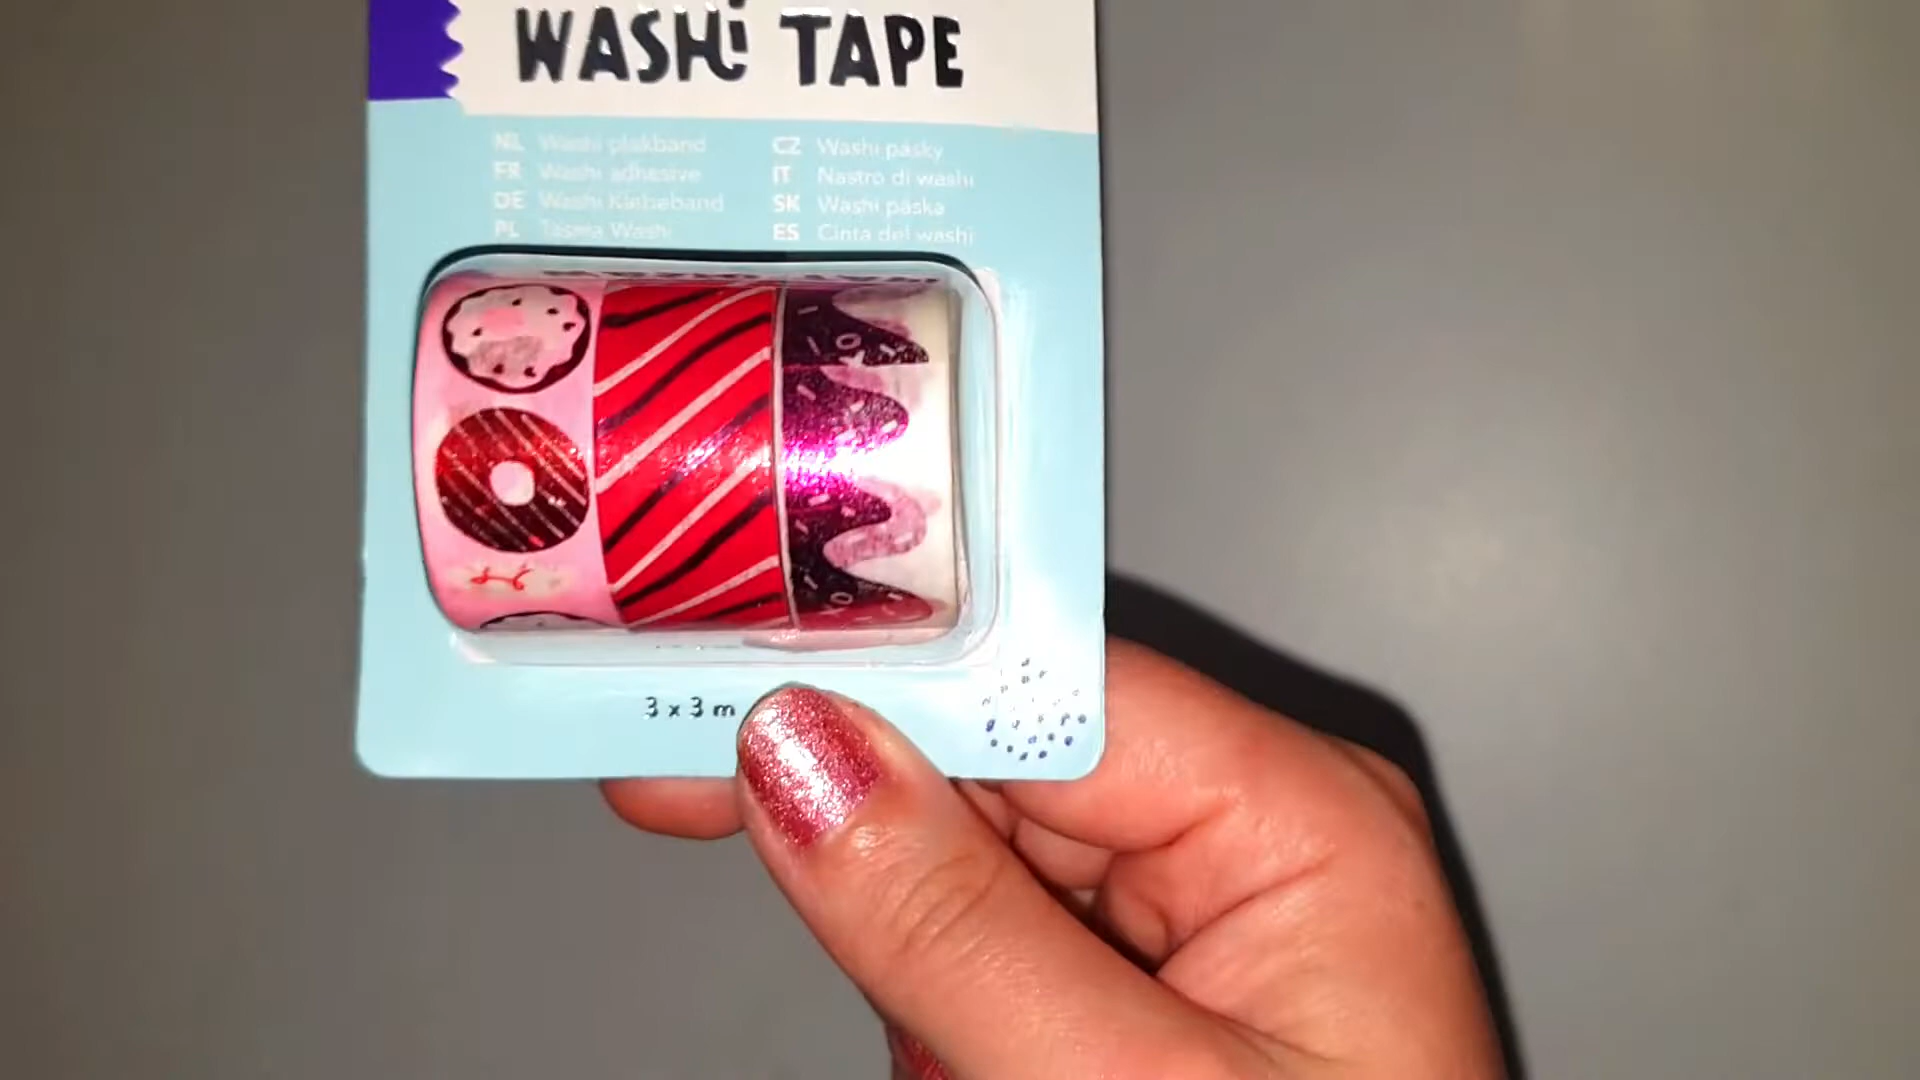 WASHi TAPE
NL Washi plakband
FR Washi adhesive
DE Washi Klebeband
PL Taśma Washi
CZ Washi pásky
IT Nastro di washi
SK Washi páska
ES Cinta del washi
3 x 3 m